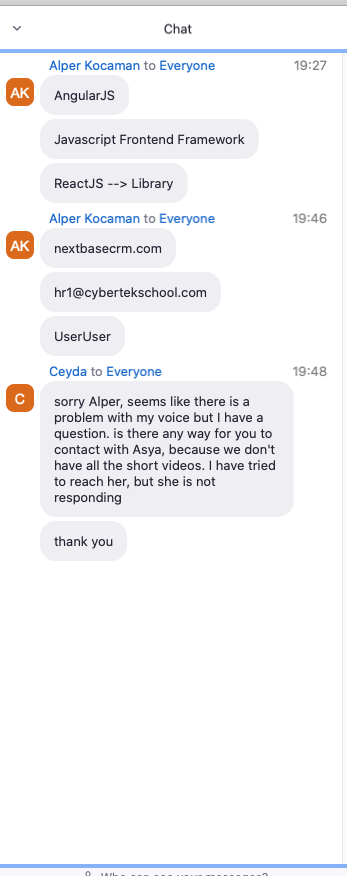 Chat
Alper Kocaman to Everyone 19:27
AK
AngularJS
Javascript Frontend Framework
ReactJS --> Library
Alper Kocaman to Everyone 19:46
AK
nextbasecrm.com
hr1@cybertekschool.com
UserUser
Ceyda to Everyone 19:48
C
sorry Alper, seems like there is a
problem with my voice but I have a
question. is there any way for you to
contact with Asya, because we don't
have all the short videos. I have tried
to reach her, but she is not
responding
thank you
Who can see your messages?